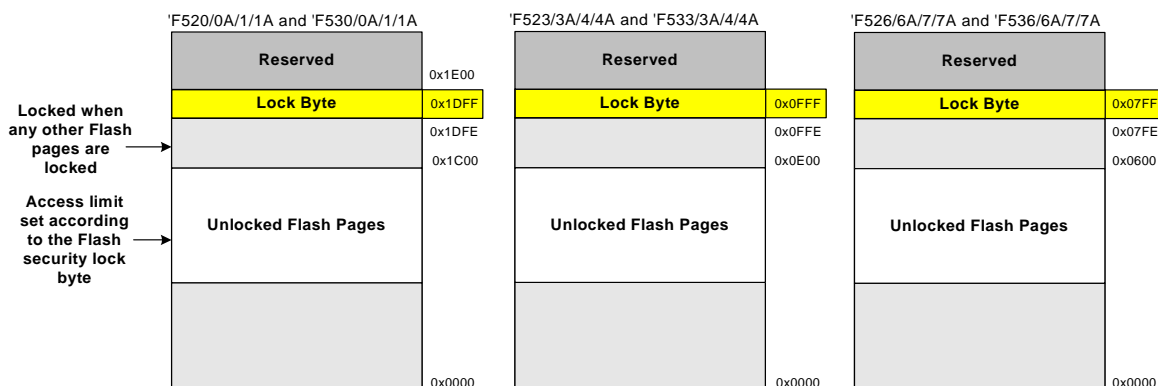 'F520/0A/1/1A and 'F530/0A/1/1A
'F523/3A/4/4A and 'F533/3A/4/4A
'F526/6A/7/7A and 'F536/6A/7/7A
Reserved
0x1E00
Lock Byte
0x1DFF
0x1DFE
0x1C00
Unlocked Flash Pages
0x0000
Locked when
any other Flash
pages are
locked
Access limit
set according
to the Flash
security lock
byte
Reserved
Lock Byte
0x0FFF
0x0FFE
0x0E00
Unlocked Flash Pages
0x0000
Reserved
Lock Byte
0x07FF
0x07FE
0x0600
Unlocked Flash Pages
0x0000